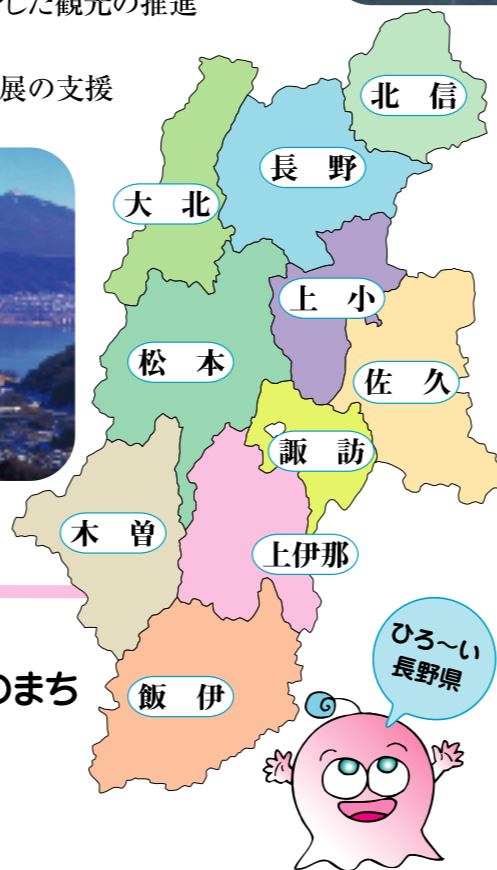 した観光の推進
展の支援
北 信
長 野
大 北
上 小
松 本
佐 久
諏 訪
木 曽
上伊那
飯 伊
のまち
ひろ〜い
長野県